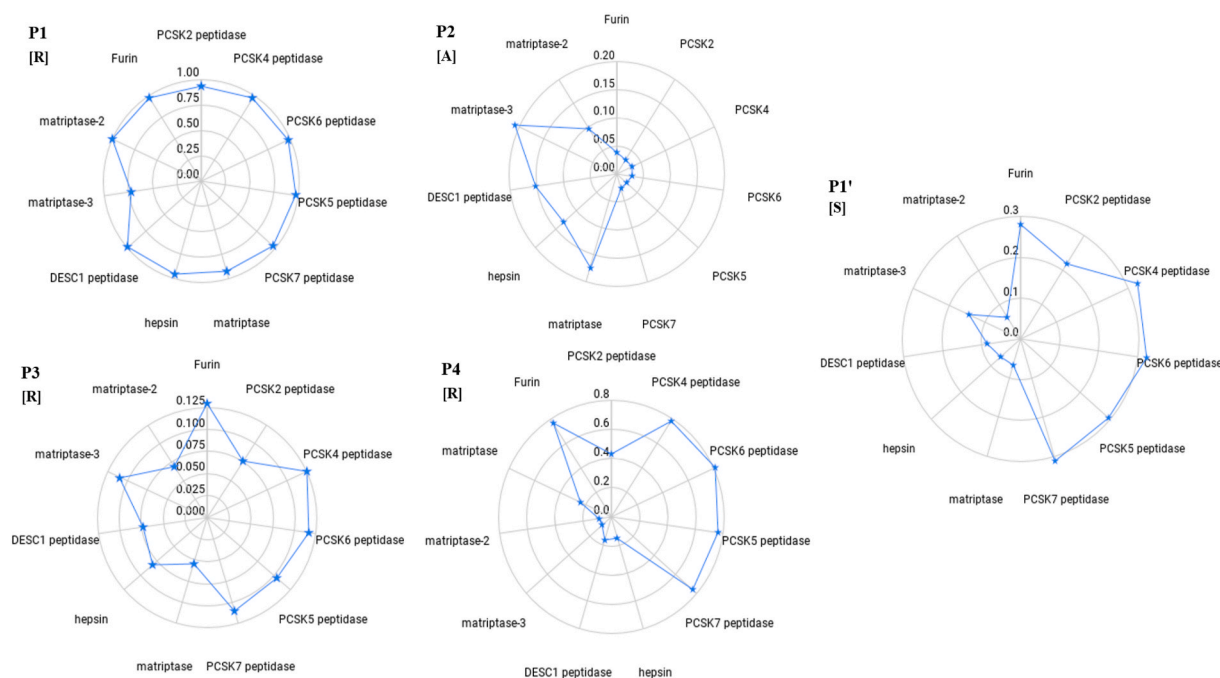 P1
[R]
PCSK2 peptidase
Furin
PCSK4 peptidase
matriptase-2
PCSK6 peptidase
matriptase-3
PCSK5 peptidase
DESC1 peptidase
PCSK7 peptidase
hepsin
matriptase
1.00
0.75
0.50
0.25
0.00
P2
[A]
Furin
matriptase-2
PCSK2
matriptase-3
PCSK4
DESC1 peptidase
PCSK6
hepsin
PCSK5
matriptase
PCSK7
0.20
0.15
0.10
0.05
0.00
P1'
[S]
Furin
matriptase-2
PCSK2 peptidase
matriptase-3
PCSK4 peptidase
DESC1 peptidase
PCSK6 peptidase
hepsin
PCSK5 peptidase
matriptase
PCSK7 peptidase
0.3
0.2
0.1
0.0
P3
[R]
Furin
matriptase-2
PCSK2 peptidase
matriptase-3
PCSK4 peptidase
DESC1 peptidase
PCSK6 peptidase
hepsin
PCSK5 peptidase
matriptase
PCSK7 peptidase
0.125
0.100
0.075
0.050
0.025
0.000
P4
[R]
PCSK2 peptidase
Furin
PCSK4 peptidase
matriptase
PCSK6 peptidase
matriptase-2
PCSK5 peptidase
matriptase-3
PCSK7 peptidase
DESC1 peptidase
hepsin
0.8
0.6
0.4
0.2
0.0